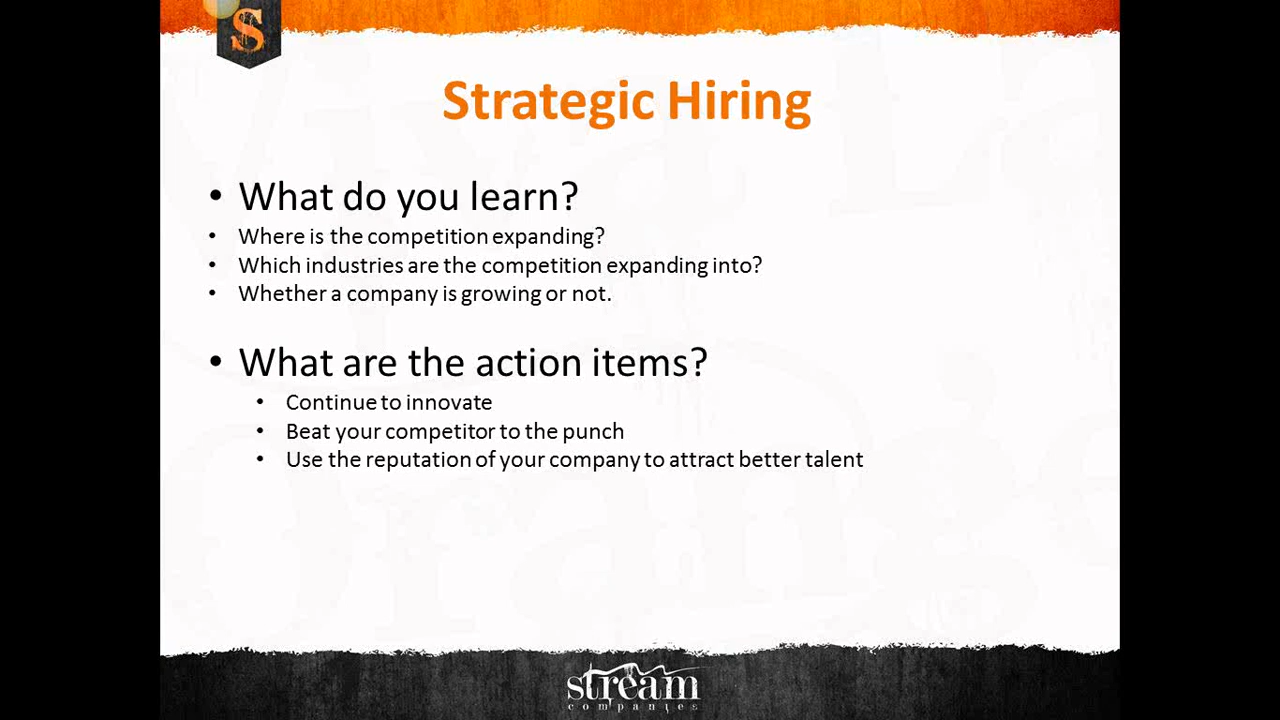 S
Strategic Hiring
• What do you learn?
• Where is the competition expanding?
• Which industries are the competition expanding into?
• Whether a company is growing or not.
• What are the action items?
• Continue to innovate
• Beat your competitor to the punch
• Use the reputation of your company to attract better talent
stream
companies